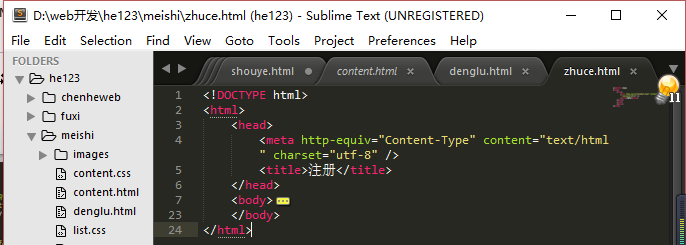 D:\web开发\he123\meishi\zhuce.html (he123) - Sublime Text (UNREGISTERED)
File Edit Selection Find View Goto Tools Project Preferences Help
FOLDERS
he123
chenheweb
fuxi
meishi
images
content.css
content.html
denglu.html
list.css
shouye.html content.html denglu.html zhuce.html
1 <!DOCTYPE html>
2 <html>
3 <head>
4 <meta http-equiv="Content-Type" content="text/html
" charset="utf-8" />
5 <title>注册</title>
6 </head>
7 <body>
23 </body>
24 </html>